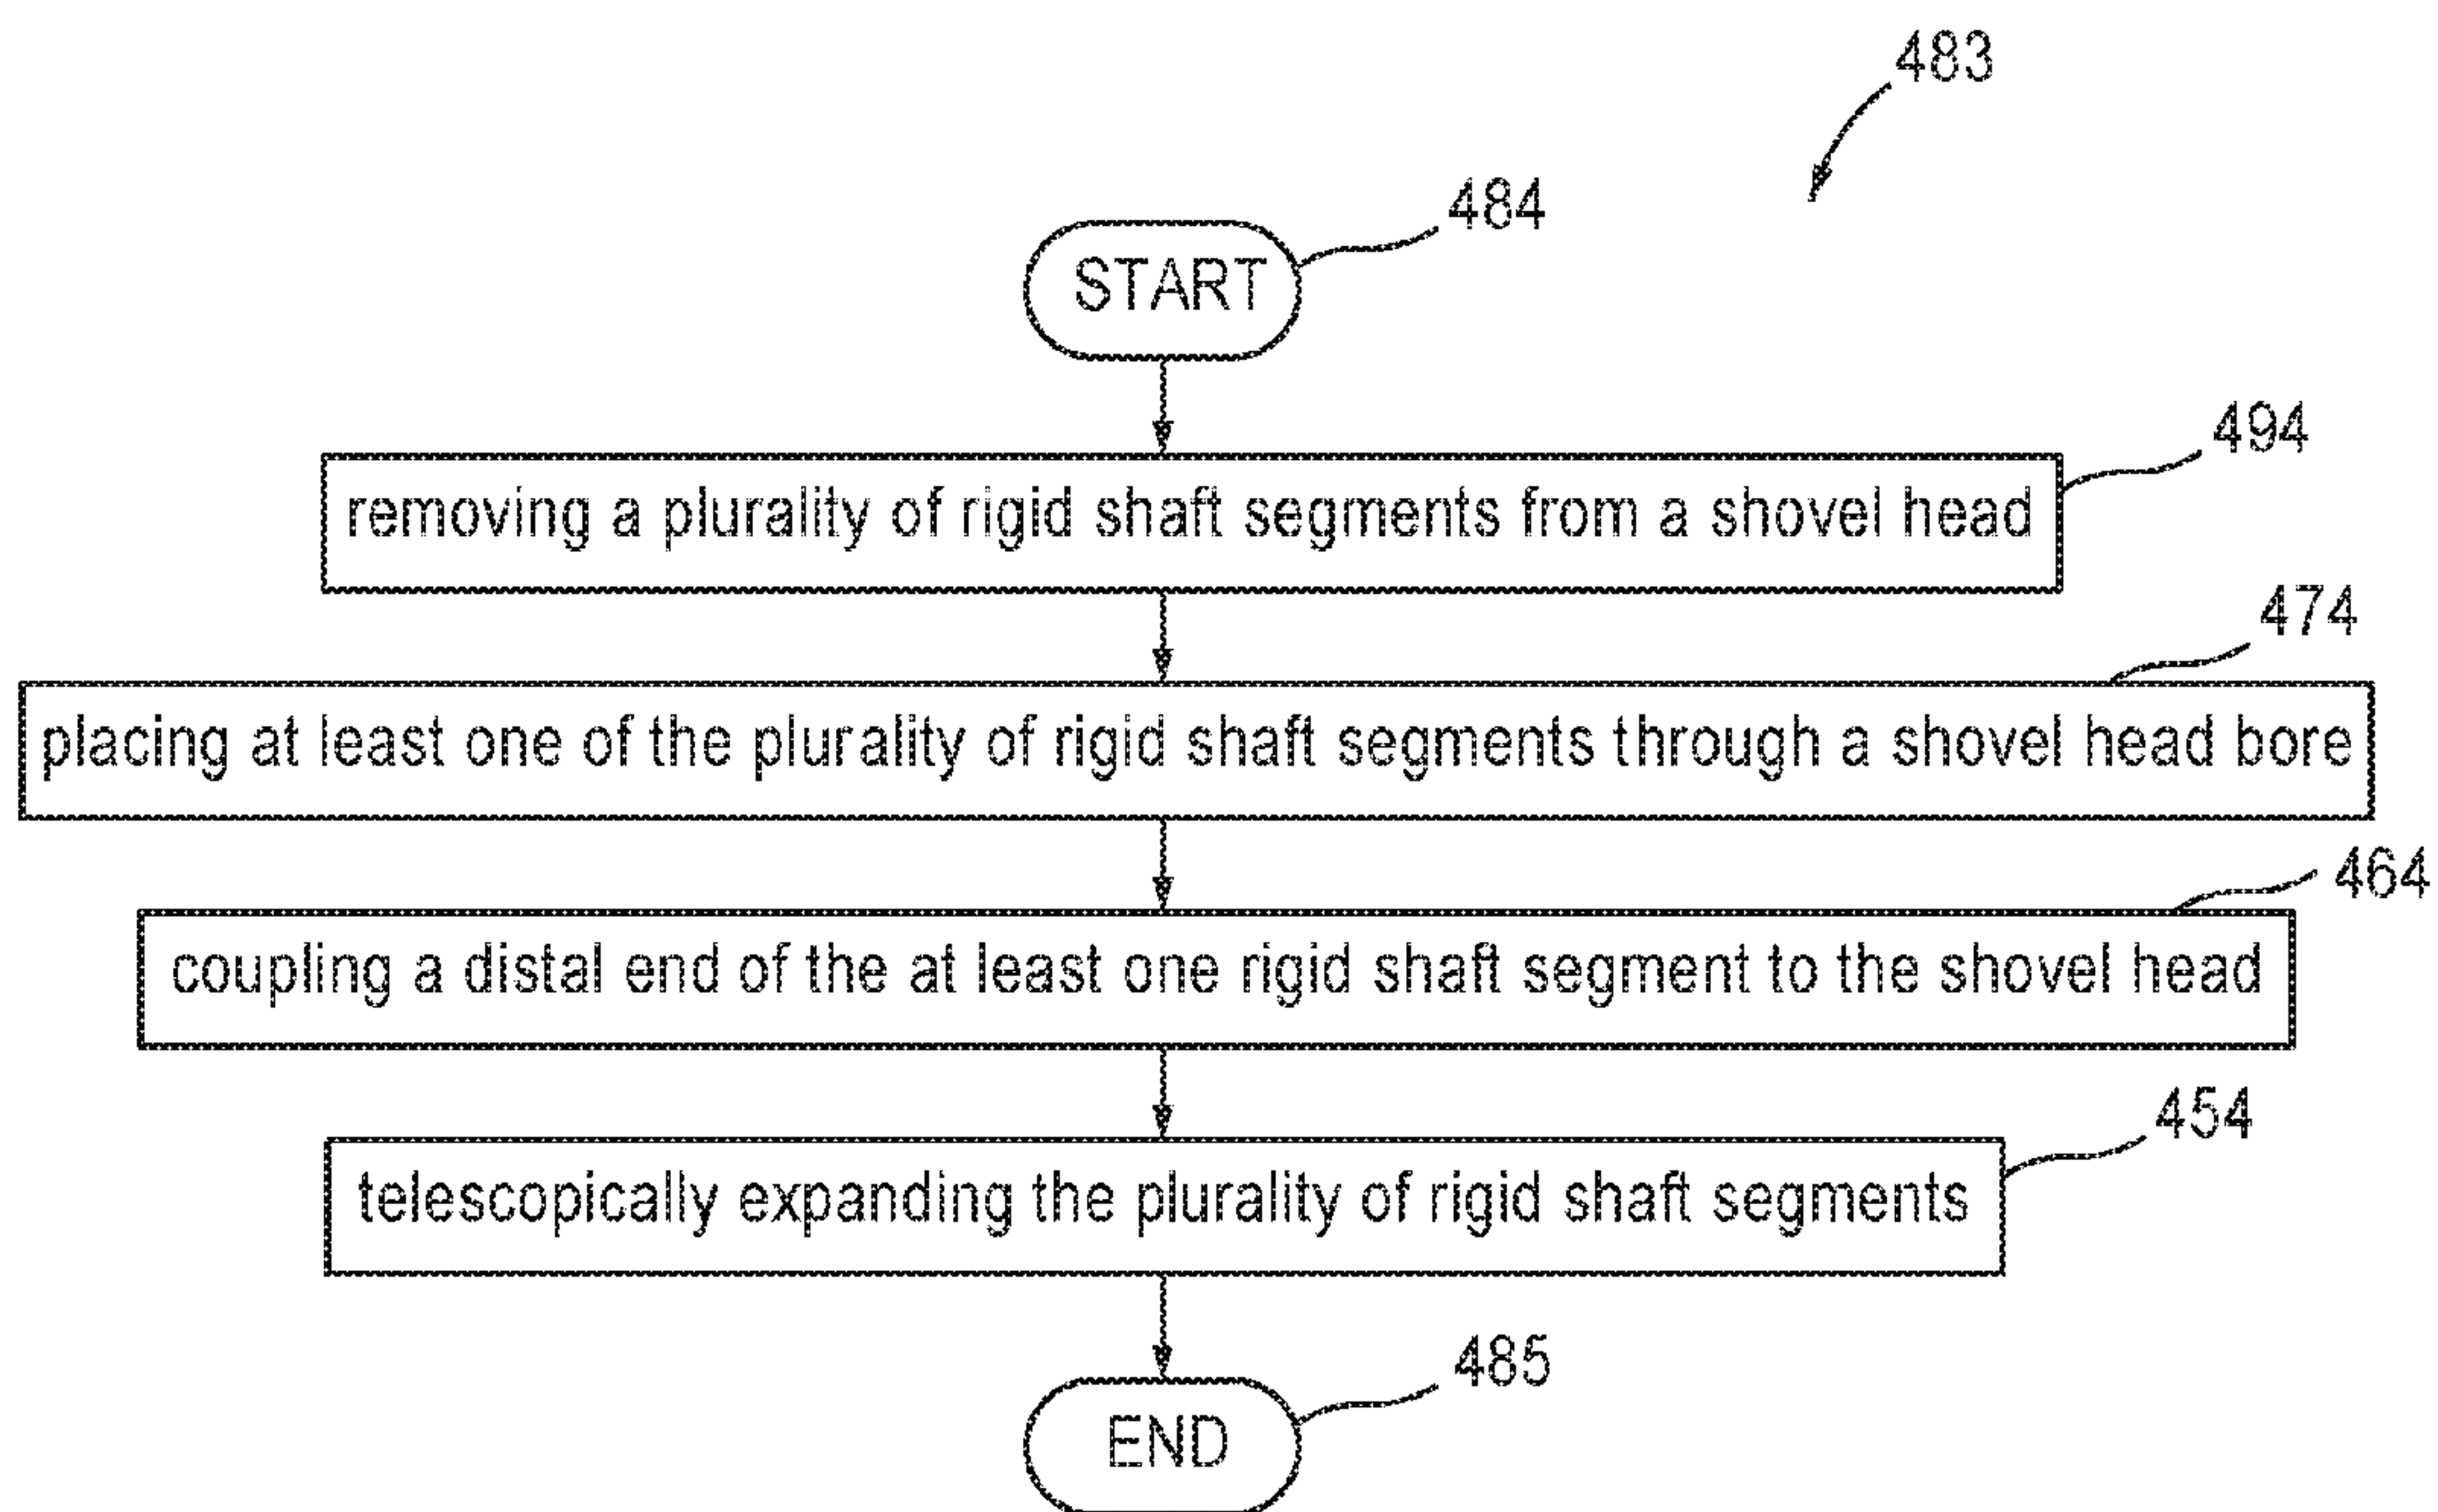 483
484
START
494
removing a plurality of rigid shaft segments from a shovel head
474
placing at least one of the plurality of rigid shaft segments through a shovel head bore
464
coupling a distal end of the at least one rigid shaft segment to the shovel head
454
telescopically expanding the plurality of rigid shaft segments
485
END